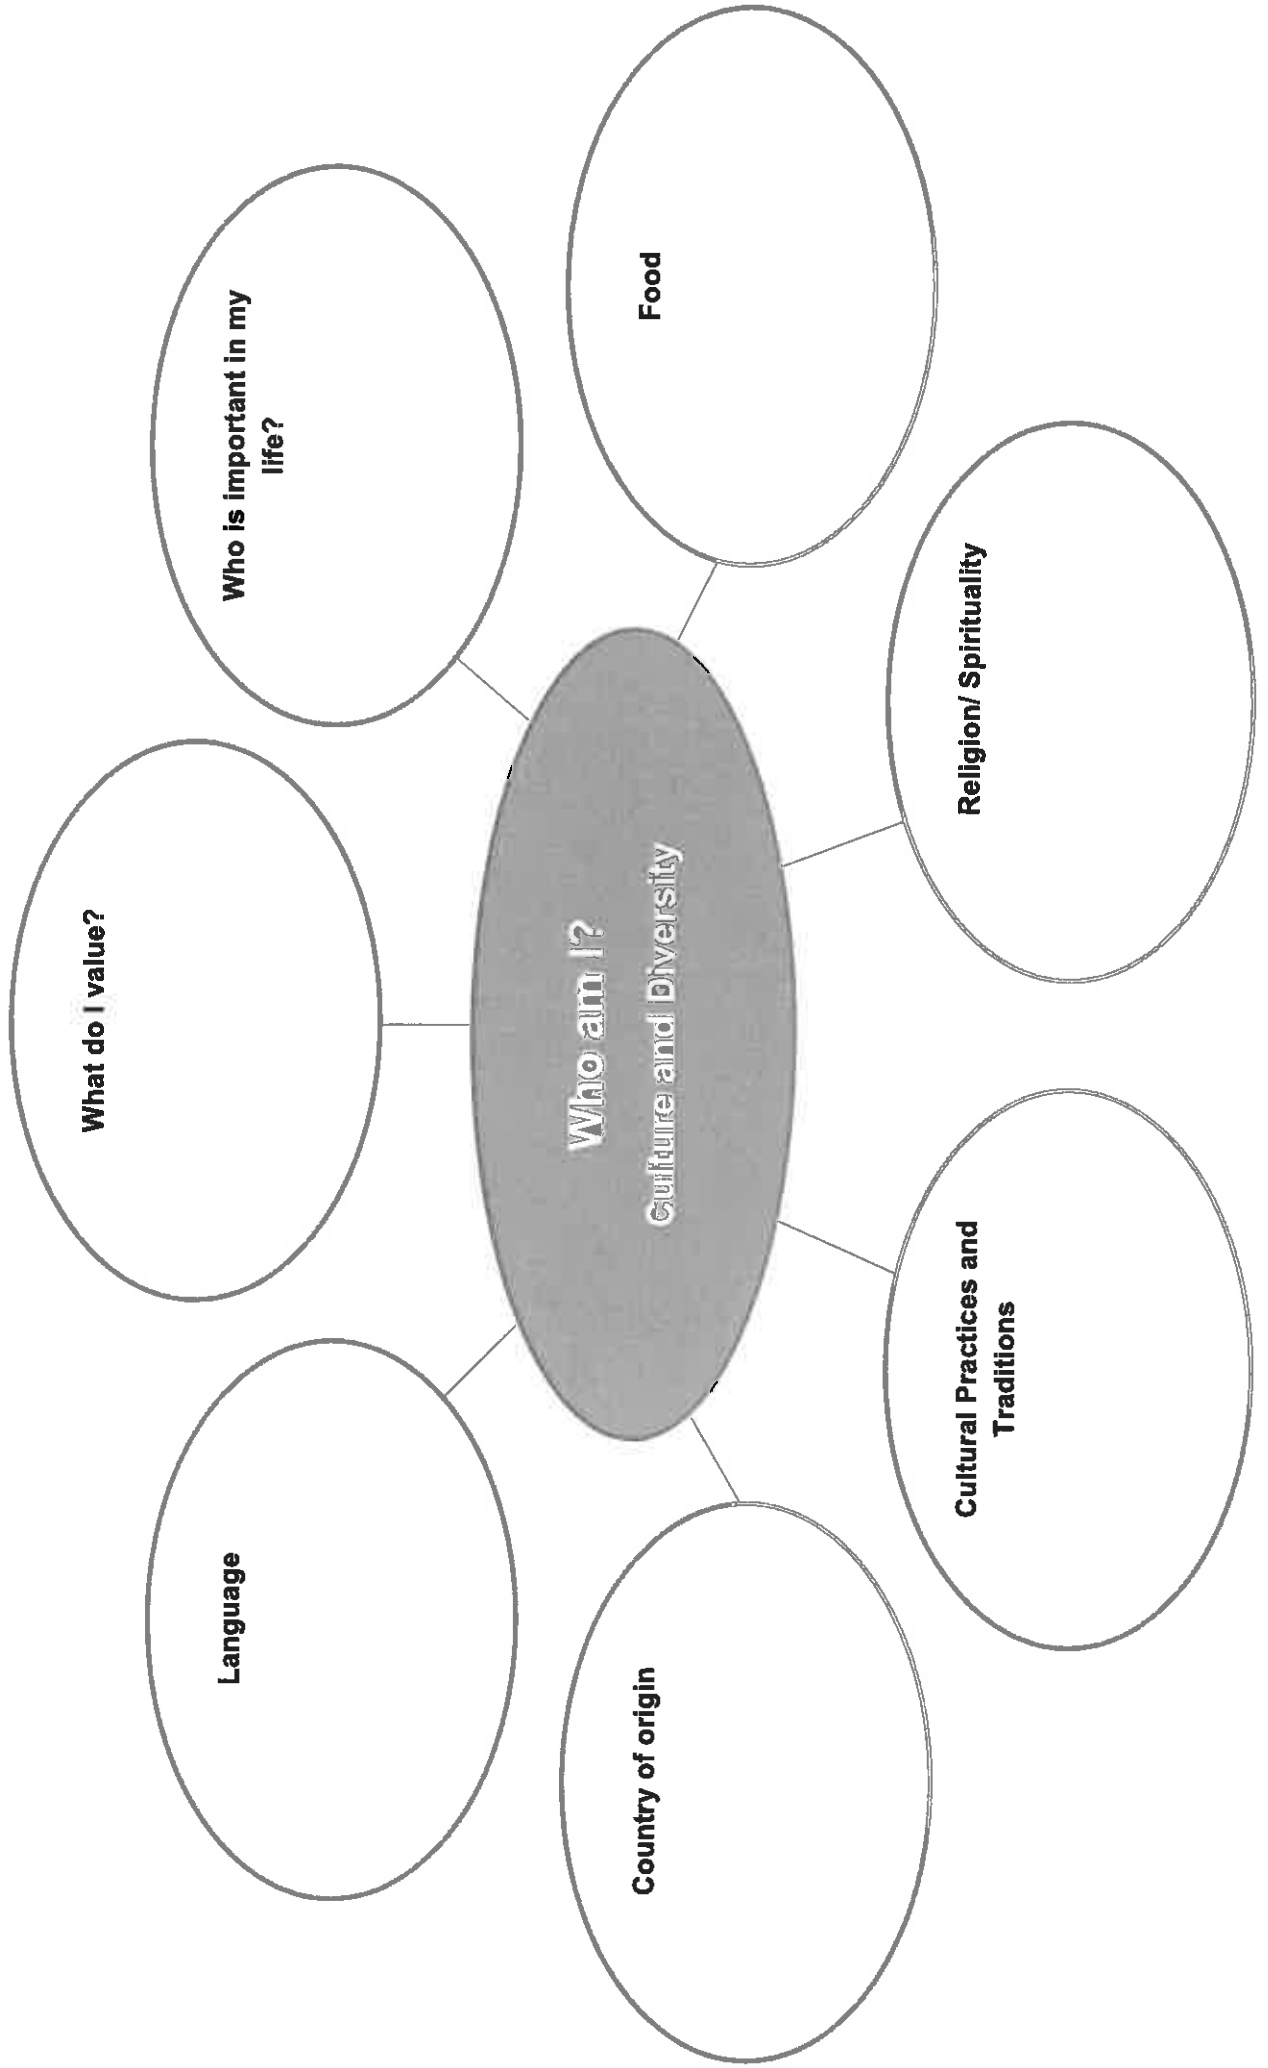 What do I value?
Language
Who is important in my
life?
Who am I?
Culture and Diversity
Country of origin
Food
Cultural Practices and
Traditions
Religion/ Spirituality